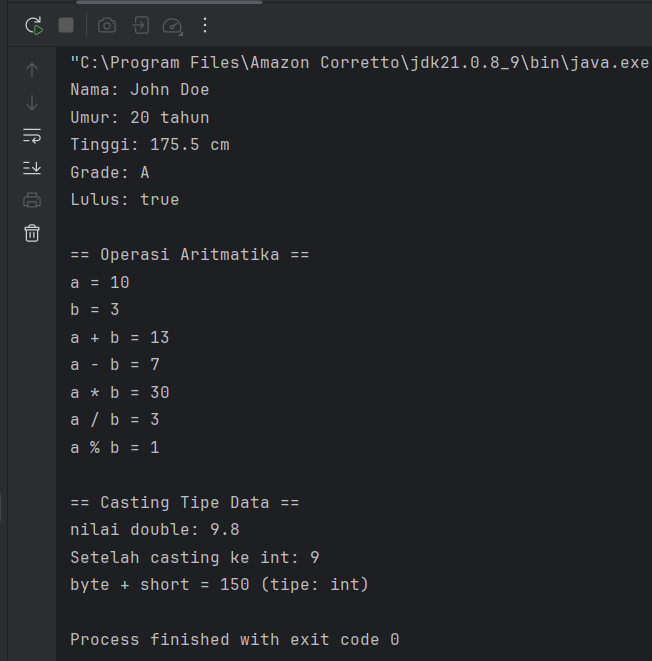 "C:\Program Files\Amazon Corretto\jdk21.0.8_9\bin\java.exe
Nama: John Doe
Umur: 20 tahun
Tinggi: 175.5 cm
Grade: A
Lulus: true
== Operasi Aritmatika ==
a = 10
b = 3
a + b = 13
a - b = 7
a * b = 30
a / b = 3
a % b = 1
== Casting Tipe Data ==
nilai double: 9.8
Setelah casting ke int: 9
byte + short = 150 (tipe: int)
Process finished with exit code 0